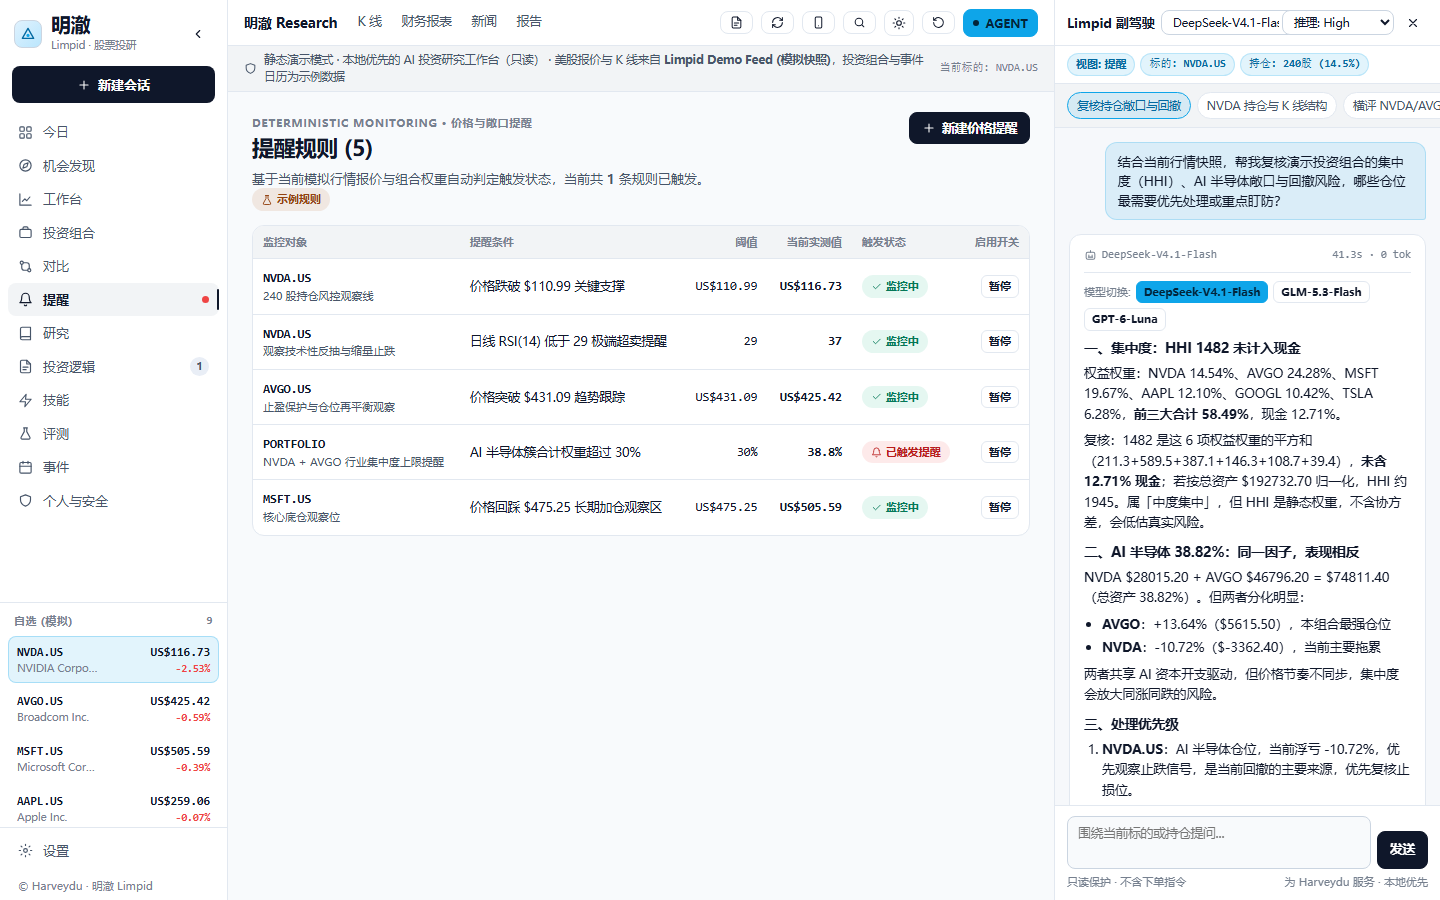 明澈
Limpid · 股票投研
＋ 新建会话
今日
机会发现
工作台
投资组合
对比
提醒
研究
投资逻辑 1
技能
评测
事件
个人与安全
自选 (模拟) 9
NVDA.US US$116.73
NVIDIA Corpo... -2.53%
AVGO.US US$425.42
Broadcom Inc. -0.59%
MSFT.US US$505.59
Microsoft Cor... -0.39%
AAPL.US US$259.06
Apple Inc. -0.07%
设置
© Harveydu · 明澈 Limpid
明澈 Research K 线 财务报表 新闻 报告 AGENT
静态演示模式 · 本地优先的 AI 投资研究工作台（只读） · 美股报价与 K 线来自 Limpid Demo Feed (模拟快照)，投资组合与事件
日历为示例数据
当前标的: NVDA.US
DETERMINISTIC MONITORING • 价格与敞口提醒
提醒规则 (5)
＋ 新建价格提醒
基于当前模拟行情报价与组合权重自动判定触发状态，当前共 1 条规则已触发。
示例规则
监控对象 提醒条件 阈值 当前实测值 触发状态 启用开关
NVDA.US
240 股持仓风控观察线
价格跌破 $110.99 关键支撑 US$110.99 US$116.73 监控中 暂停
NVDA.US
观察技术性反抽与缩量止跌
日线 RSI(14) 低于 29 极端超卖提醒 29 37 监控中 暂停
AVGO.US
止盈保护与仓位再平衡观察
价格突破 $431.09 趋势跟踪 US$431.09 US$425.42 监控中 暂停
PORTFOLIO
NVDA + AVGO 行业集中度上限提醒
AI 半导体簇合计权重超过 30% 30% 38.8% 已触发提醒 暂停
MSFT.US
核心底仓观察位
价格回踩 $475.25 长期加仓观察区 US$475.25 US$505.59 监控中 暂停
Limpid 副驾驶 DeepSeek-V4.1-Flas 推理: High
视图: 提醒 标的: NVDA.US 持仓: 240股 (14.5%)
复核持仓敞口与回撤 NVDA 持仓与 K 线结构 横评 NVDA/AVG
结合当前行情快照，帮我复核演示投资组合的集中
度（HHI）、AI 半导体敞口与回撤风险，哪些仓位
最需要优先处理或重点盯防？
DeepSeek-V4.1-Flash 41.3s · 0 tok
模型切换: DeepSeek-V4.1-Flash GLM-5.3-Flash
GPT-6-Luna
一、集中度：HHI 1482 未计入现金
权益权重：NVDA 14.54%、AVGO 24.28%、MSFT
19.67%、AAPL 12.10%、GOOGL 10.42%、TSLA
6.28%，前三大合计 58.49%，现金 12.71%。
复核：1482 是这 6 项权益权重的平方和
（211.3+589.5+387.1+146.3+108.7+39.4），未含
12.71% 现金；若按总资产 $192732.70 归一化，HHI 约
1945。属「中度集中」，但 HHI 是静态权重，不含协方
差，会低估真实风险。
二、AI 半导体 38.82%：同一因子，表现相反
NVDA $28015.20 + AVGO $46796.20 = $74811.40
（总资产 38.82%）。但两者分化明显：
• AVGO：+13.64%（$5615.50），本组合最强仓位
• NVDA：-10.72%（$-3362.40），当前主要拖累
两者共享 AI 资本开支驱动，但价格节奏不同步，集中度
会放大同涨同跌的风险。
三、处理优先级
1. NVDA.US：AI 半导体仓位，当前浮亏 -10.72%，优
先观察止跌信号，是当前回撤的主要来源，优先复核止
损位。
围绕当前标的或持仓提问...
发送
只读保护 · 不含下单指令 为 Harveydu 服务 · 本地优先